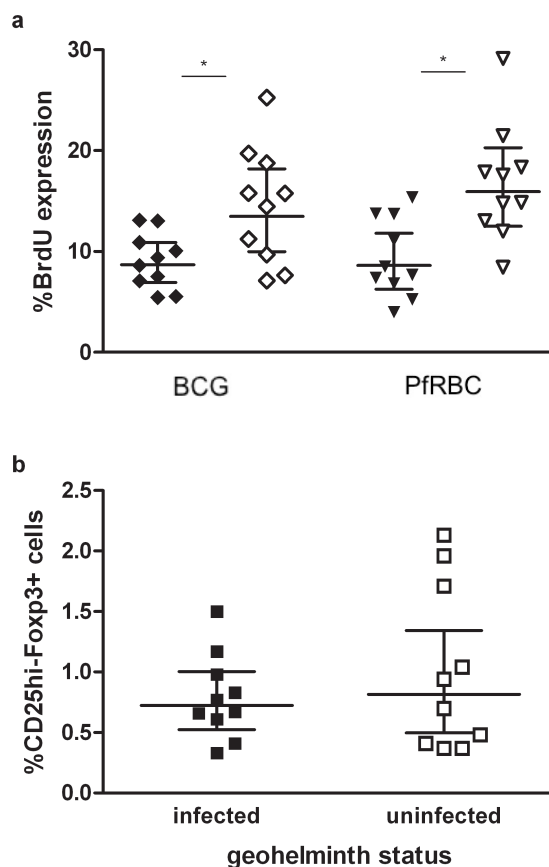 a
30
*
*
20
%BrdU expression
10
0
BCG
PfRBC
b
2.5
2.0
%CD25hi-Foxp3+ cells
1.5
1.0
0.5
0.0
infected
uninfected
geohelminth status